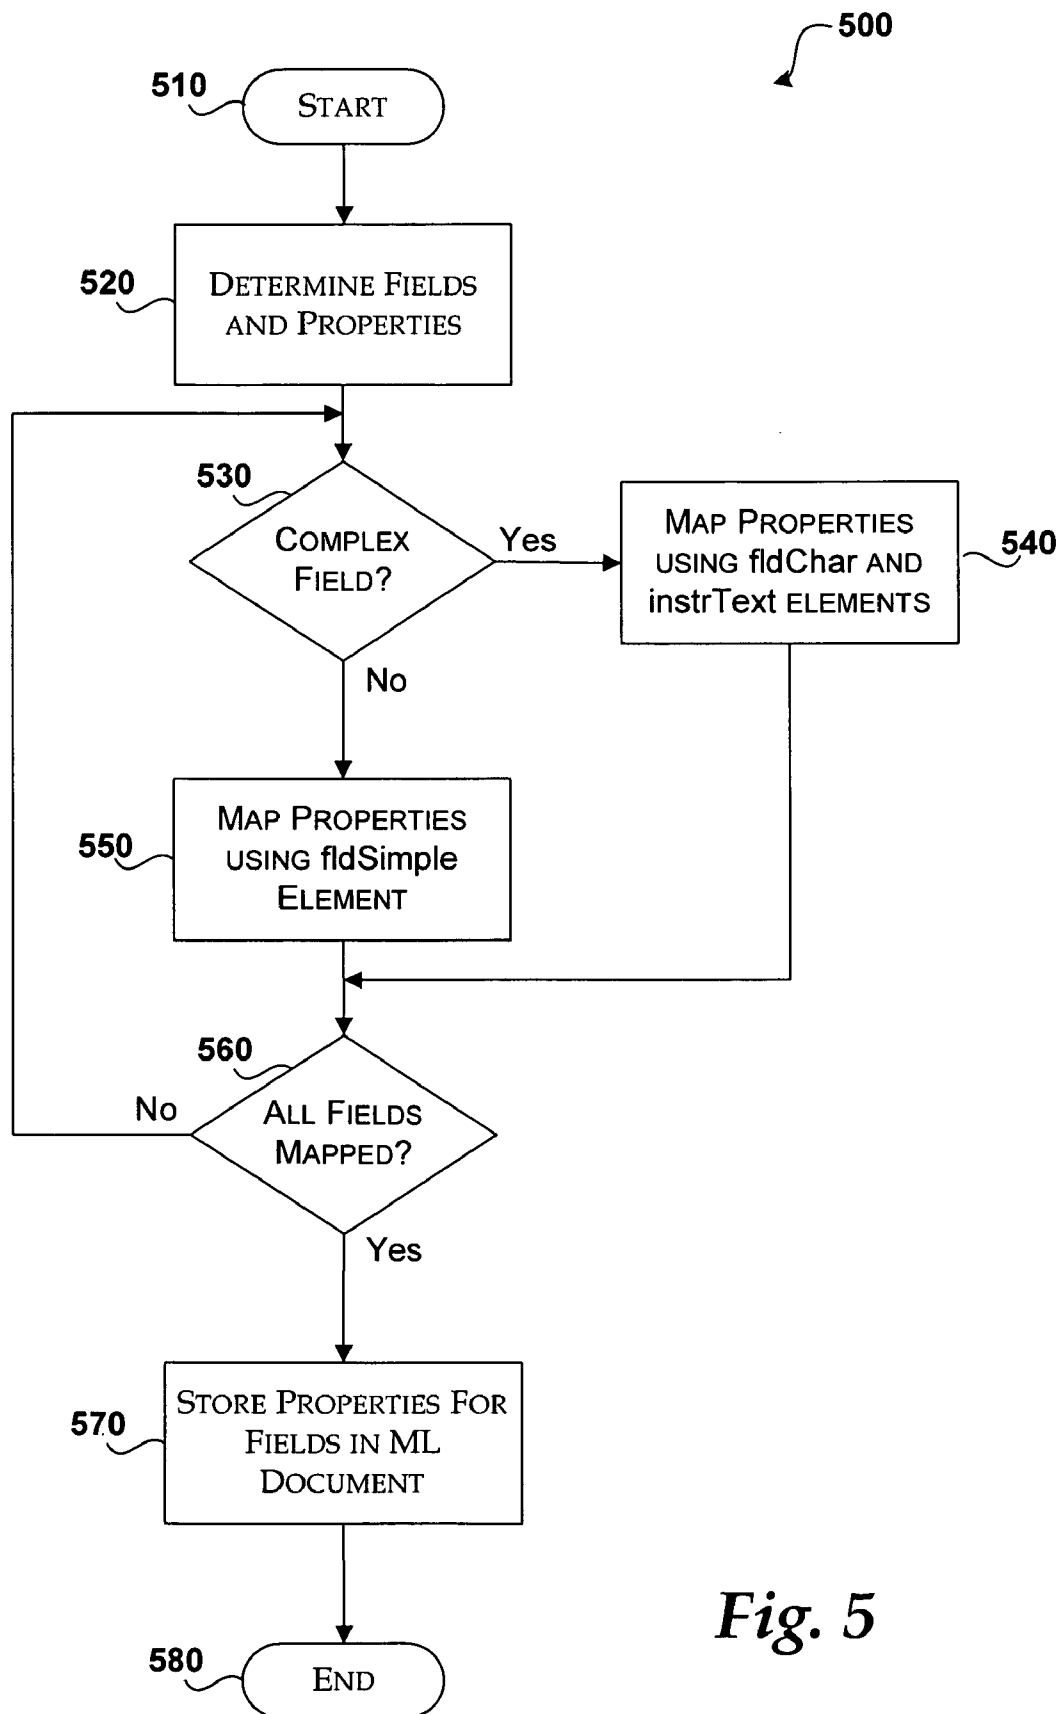 500
510
START
520
DETERMINE FIELDS
AND PROPERTIES
530
COMPLEX
FIELD?
Yes
MAP PROPERTIES
USING fldChar AND
instrText ELEMENTS
540
No
550
MAP PROPERTIES
USING fldSimple
ELEMENT
560
No
ALL FIELDS
MAPPED?
Yes
570
STORE PROPERTIES FOR
FIELDS IN ML
DOCUMENT
580
END
Fig. 5